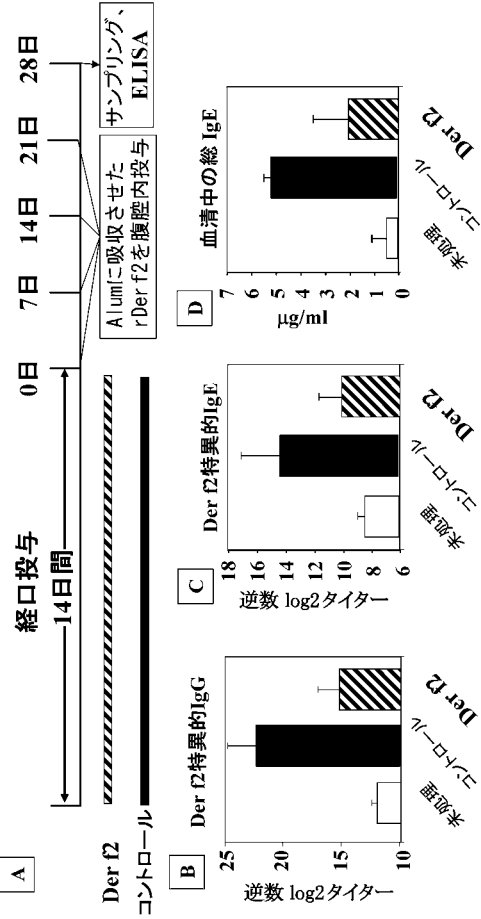 A
経口投与
14日間
0日 7日 14日 21日 28日
Der f2
コントロール
Alumに吸収させた
rDer f2を腹腔内投与
サンプリング、
ELISA
B
Der f2特異的IgG
逆数 log2タイター
25
20
15
10
未処理
コントロール
Der f2
C
Der f2特異的IgE
逆数 log2タイター
18
16
14
12
10
8
6
未処理
コントロール
Der f2
D
血清中の総 IgE
μg/ml
7
6
5
4
3
2
1
0
未処理
コントロール
Der f2